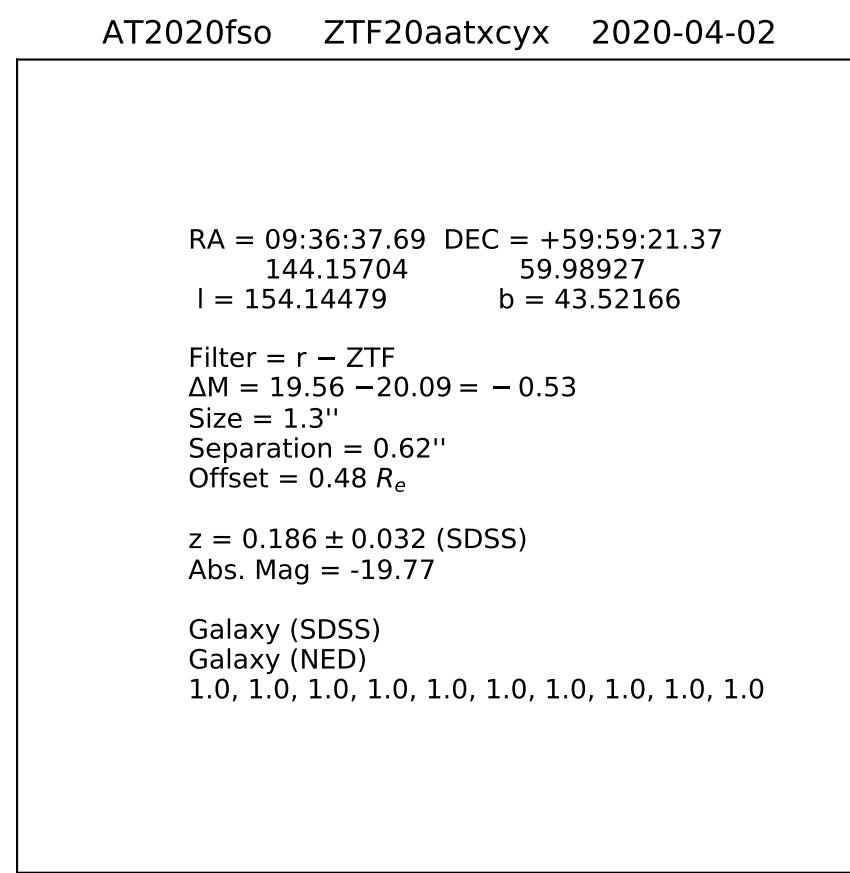 AT2020fso ZTF20aatxcyx 2020-04-02
RA = 09:36:37.69 DEC = +59:59:21.37
144.15704 59.98927
l = 154.14479 b = 43.52166
Filter = r − ZTF
ΔM = 19.56 −20.09 = − 0.53
Size = 1.3''
Separation = 0.62''
Offset = 0.48 Re
z = 0.186 ± 0.032 (SDSS)
Abs. Mag = -19.77
Galaxy (SDSS)
Galaxy (NED)
1.0, 1.0, 1.0, 1.0, 1.0, 1.0, 1.0, 1.0, 1.0, 1.0